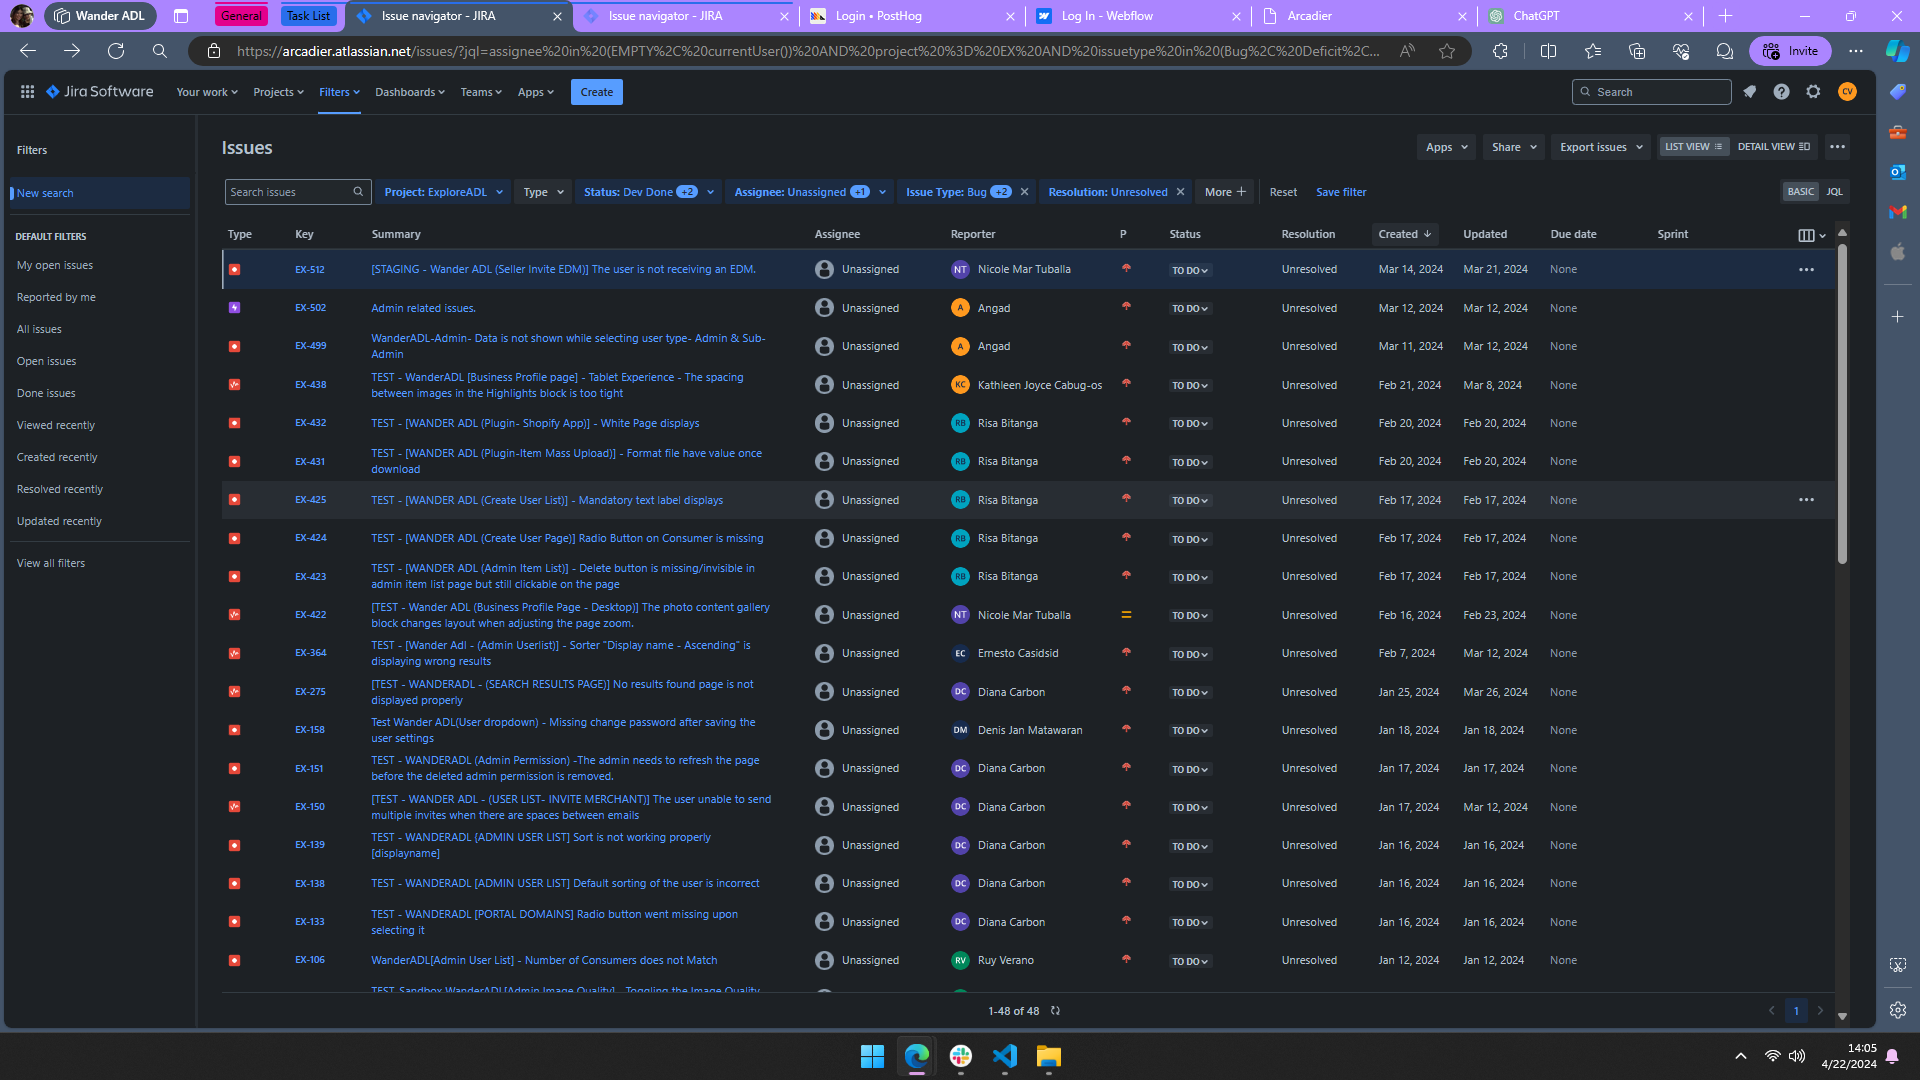 Wander ADL
General
Task List
Issue navigator - JIRA
Issue navigator - JIRA
Login • PostHog
Log In - Webflow
Arcadier
ChatGPT
https://arcadier.atlassian.net/issues/?jql=assignee%20in%20(EMPTY%2C%20currentUser())%20AND%20project%20%3D%20EX%20AND%20issuetype%20in%20(Bug%2C%20Deficit%2C...
Invite
Jira Software
Your work
Projects
Filters
Dashboards
Teams
Apps
Create
Search
CV
Filters
New search
DEFAULT FILTERS
My open issues
Reported by me
All issues
Open issues
Done issues
Viewed recently
Created recently
Resolved recently
Updated recently
View all filters
Issues
Apps
Share
Export issues
LIST VIEW
DETAIL VIEW
Search issues
Project: ExploreADL
Type
Status: Dev Done +2
Assignee: Unassigned +1
Issue Type: Bug +2
Resolution: Unresolved
More
Reset
Save filter
BASIC
JQL
Type Key Summary Assignee Reporter P Status Resolution Created Updated Due date Sprint
EX-512 [STAGING - Wander ADL (Seller Invite EDM)] The user is not receiving an EDM. Unassigned NT Nicole Mar Tuballa TO DO Unresolved Mar 14, 2024 Mar 21, 2024 None
EX-502 Admin related issues. Unassigned A Angad TO DO Unresolved Mar 12, 2024 Mar 12, 2024 None
EX-499 WanderADL-Admin- Data is not shown while selecting user type- Admin & Sub-
Admin Unassigned A Angad TO DO Unresolved Mar 11, 2024 Mar 12, 2024 None
EX-438 TEST - WanderADL [Business Profile page] - Tablet Experience - The spacing
between images in the Highlights block is too tight Unassigned KC Kathleen Joyce Cabug-os TO DO Unresolved Feb 21, 2024 Mar 8, 2024 None
EX-432 TEST - [WANDER ADL (Plugin- Shopify App)] - White Page displays Unassigned RB Risa Bitanga TO DO Unresolved Feb 20, 2024 Feb 20, 2024 None
EX-431 TEST - [WANDER ADL (Plugin-Item Mass Upload)] - Format file have value once
download Unassigned RB Risa Bitanga TO DO Unresolved Feb 20, 2024 Feb 20, 2024 None
EX-425 TEST - [WANDER ADL (Create User List)] - Mandatory text label displays Unassigned RB Risa Bitanga TO DO Unresolved Feb 17, 2024 Feb 17, 2024 None
EX-424 TEST - [WANDER ADL (Create User Page)] Radio Button on Consumer is missing Unassigned RB Risa Bitanga TO DO Unresolved Feb 17, 2024 Feb 17, 2024 None
EX-423 TEST - [WANDER ADL (Admin Item List)] - Delete button is missing/invisible in
admin item list page but still clickable on the page Unassigned RB Risa Bitanga TO DO Unresolved Feb 17, 2024 Feb 17, 2024 None
EX-422 [TEST - Wander ADL (Business Profile Page - Desktop)] The photo content gallery
block changes layout when adjusting the page zoom. Unassigned NT Nicole Mar Tuballa TO DO Unresolved Feb 16, 2024 Feb 23, 2024 None
EX-364 TEST - [Wander Adl - (Admin Userlist)] - Sorter "Display name - Ascending" is
displaying wrong results Unassigned EC Ernesto Casidsid TO DO Unresolved Feb 7, 2024 Mar 12, 2024 None
EX-275 [TEST - WANDERADL - (SEARCH RESULTS PAGE)] No results found page is not
displayed properly Unassigned DC Diana Carbon TO DO Unresolved Jan 25, 2024 Mar 26, 2024 None
EX-158 Test Wander ADL(User dropdown) - Missing change password after saving the
user settings Unassigned DM Denis Jan Matawaran TO DO Unresolved Jan 18, 2024 Jan 18, 2024 None
EX-151 TEST - WANDERADL (Admin Permission) -The admin needs to refresh the page
before the deleted admin permission is removed. Unassigned DC Diana Carbon TO DO Unresolved Jan 17, 2024 Jan 17, 2024 None
EX-150 [TEST - WANDER ADL - (USER LIST- INVITE MERCHANT)] The user unable to send
multiple invites when there are spaces between emails Unassigned DC Diana Carbon TO DO Unresolved Jan 17, 2024 Mar 12, 2024 None
EX-139 TEST - WANDERADL {ADMIN USER LIST] Sort is not working properly
[displayname] Unassigned DC Diana Carbon TO DO Unresolved Jan 16, 2024 Jan 16, 2024 None
EX-138 TEST - WANDERADL [ADMIN USER LIST] Default sorting of the user is incorrect Unassigned DC Diana Carbon TO DO Unresolved Jan 16, 2024 Jan 16, 2024 None
EX-133 TEST - WANDERADL [PORTAL DOMAINS] Radio button went missing upon
selecting it Unassigned DC Diana Carbon TO DO Unresolved Jan 16, 2024 Jan 16, 2024 None
EX-106 WanderADL[Admin User List] - Number of Consumers does not Match Unassigned RV Ruy Verano TO DO Unresolved Jan 12, 2024 Jan 12, 2024 None
TEST-Sandbox WanderADL[Admin Image Quality] - Toggling the Image Quality
1-48 of 48
1
14:05
4/22/2024